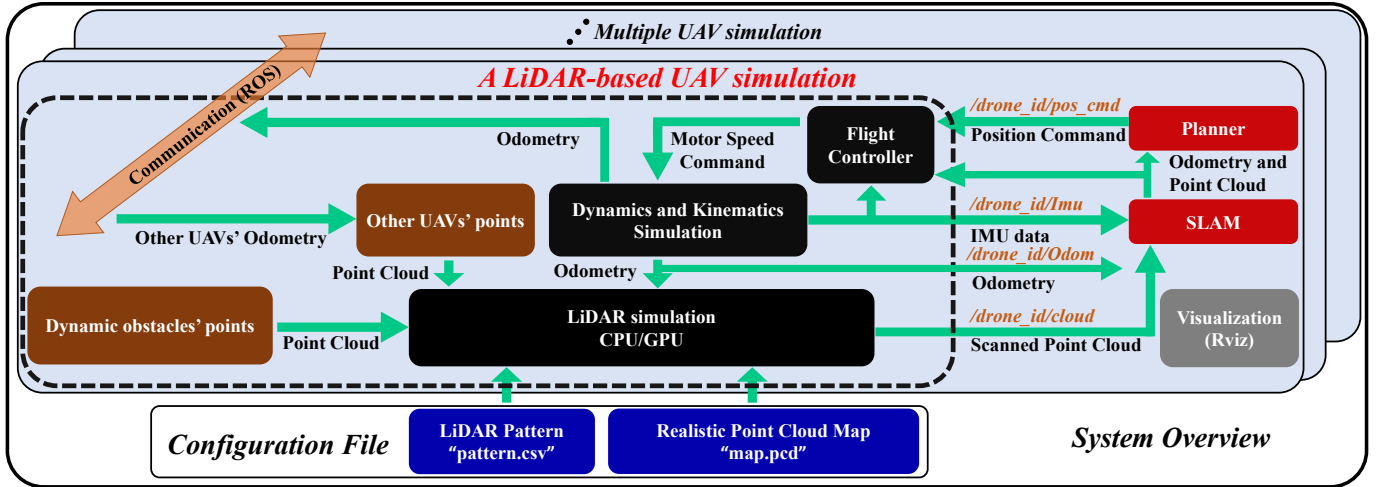 Multiple UAV simulation
A LiDAR-based UAV simulation
Communication (ROS)
Odometry
Motor Speed
Command
Flight
Controller
/drone_id/pos_cmd
Position Command
Planner
Odometry and
Point Cloud
Other UAVs' Odometry
Other UAVs' points
Dynamics and Kinematics
Simulation
/drone_id/Imu
IMU data
SLAM
Point Cloud
Odometry
/drone_id/Odom
Odometry
Dynamic obstacles' points
Point Cloud
LiDAR simulation
CPU/GPU
/drone_id/cloud
Scanned Point Cloud
Visualization
(Rviz)
Configuration File
LiDAR Pattern
"pattern.csv"
Realistic Point Cloud Map
"map.pcd"
System Overview